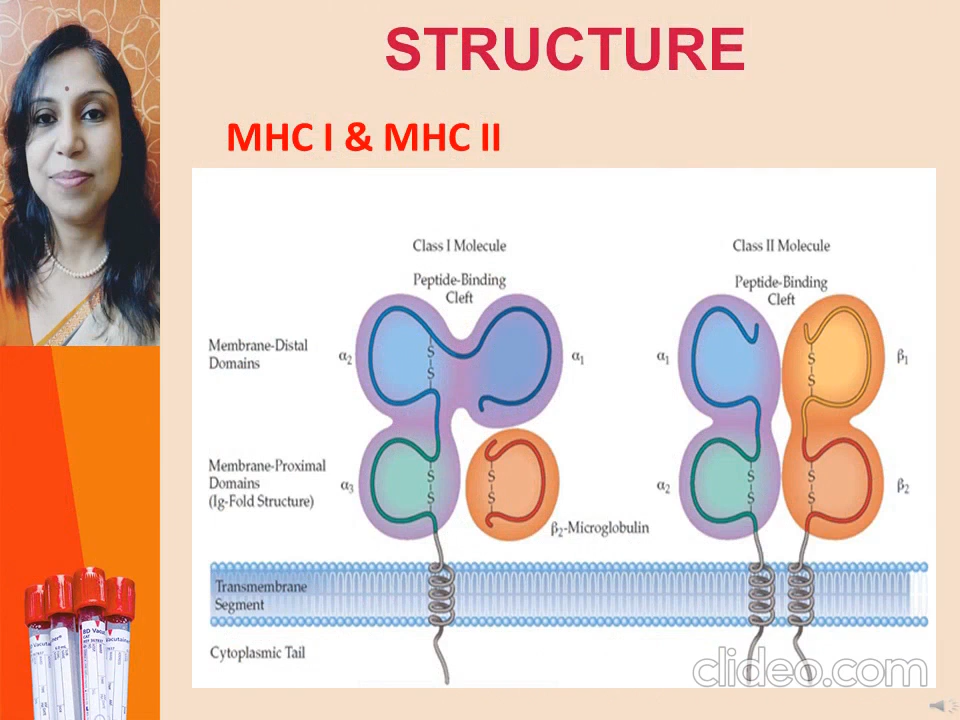 STRUCTURE
MHC I & MHC II
Class I Molecule
Class II Molecule
Peptide-Binding
Cleft
Peptide-Binding
Cleft
Membrane-Distal
Domains
α2
α1
α1
β1
S
S
S
S
Membrane-Proximal
Domains
(Ig-Fold Structure)
α3
α2
β2
S
S
S
S
S
S
S
S
β2-Microglobulin
Transmembrane
Segment
Cytoplasmic Tail
clideo.com
BD Vacu